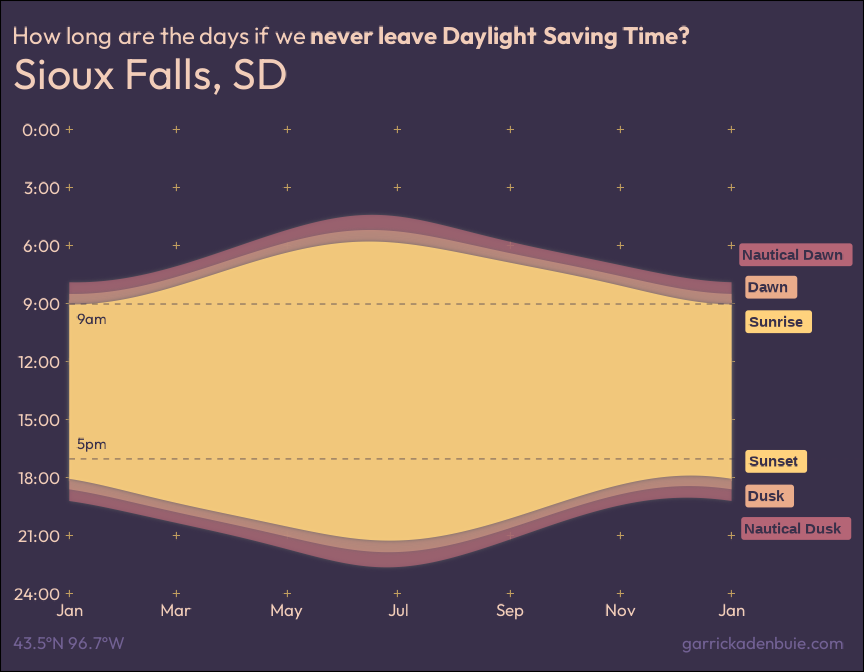 How long are the days if we never leave Daylight Saving Time?
Sioux Falls, SD
0:00
3:00
6:00
Nautical Dawn
Dawn
9:00
9am
Sunrise
12:00
15:00
5pm
Sunset
18:00
Dusk
21:00
Nautical Dusk
24:00
Jan Mar May Jul Sep Nov Jan
43.5°N 96.7°W
garrickadenbuie.com